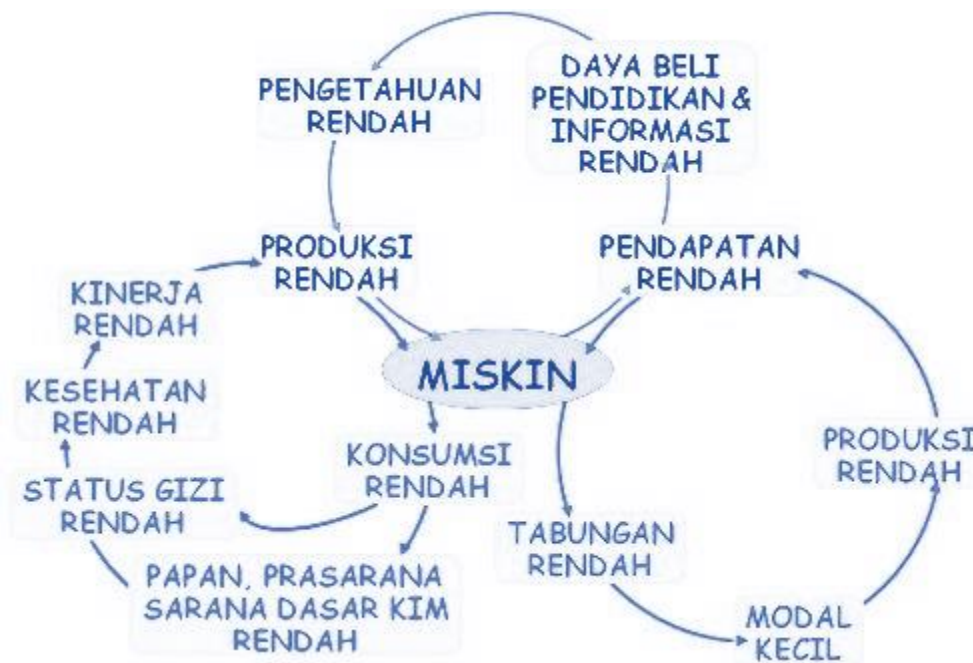 DAYA BELI
PENDIDIKAN &
INFORMASI
RENDAH
PENGETAHUAN
RENDAH
PRODUKSI
RENDAH
PENDAPATAN
RENDAH
KINERJA
RENDAH
MISKIN
KESEHATAN
RENDAH
KONSUMSI
RENDAH
PRODUKSI
RENDAH
STATUS GIZI
RENDAH
TABUNGAN
RENDAH
PAPAN, PRASARANA
SARANA DASAR KIM
RENDAH
MODAL
KECIL